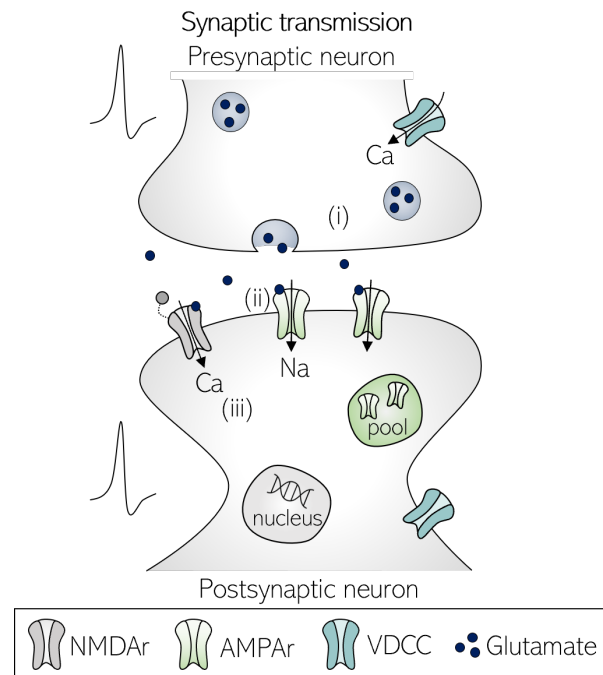 Synaptic transmission
Presynaptic neuron
Ca
(i)
(ii)
Na
Ca
(iii)
pool
nucleus
Postsynaptic neuron
NMDAr AMPAr VDCC Glutamate